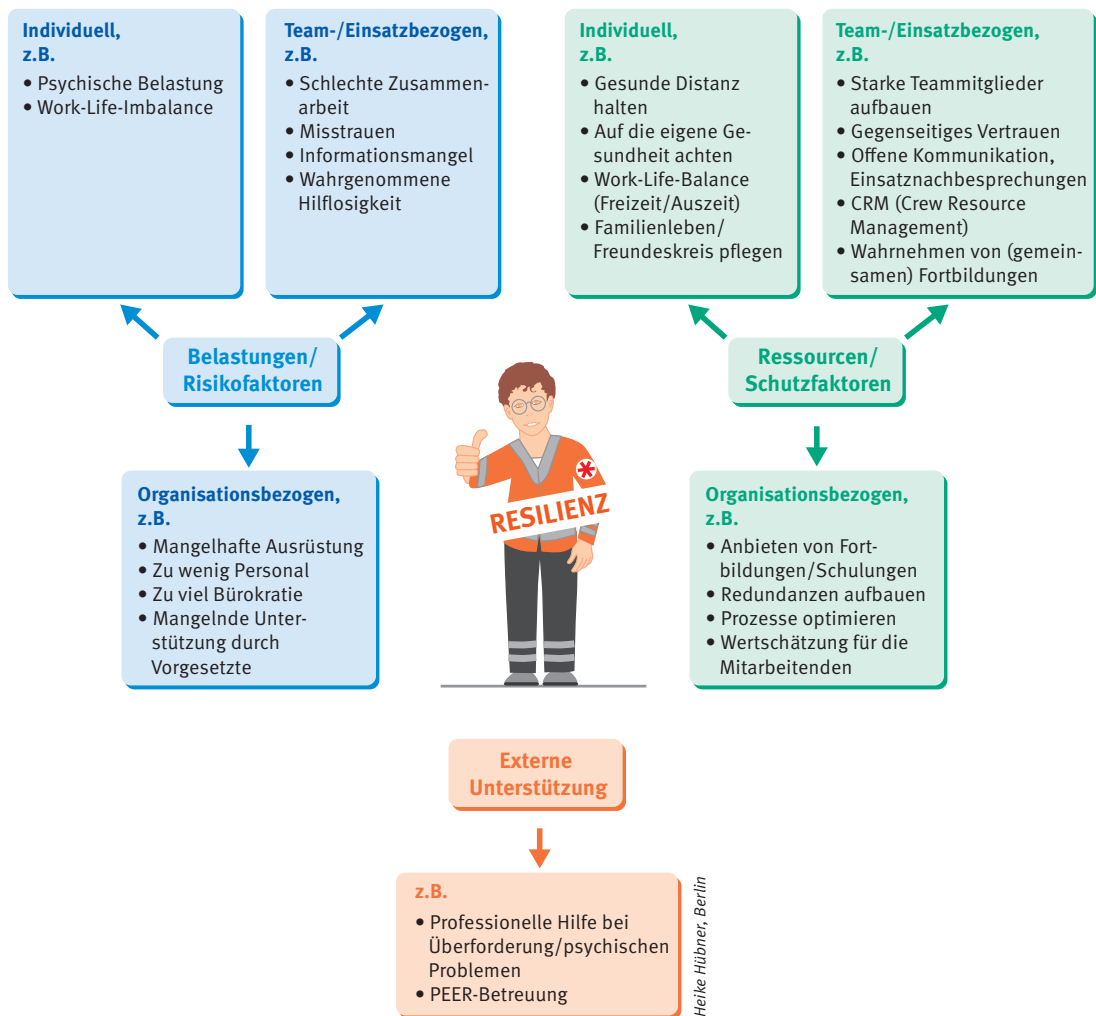 Individuell,
z.B.
• Psychische Belastung
• Work-Life-Imbalance
Team-/Einsatzbezogen,
z.B.
• Schlechte Zusammen-
arbeit
• Misstrauen
• Informationsmangel
• Wahrgenommene
Hilflosigkeit
Individuell,
z.B.
• Gesunde Distanz
halten
• Auf die eigene Ge-
sundheit achten
• Work-Life-Balance
(Freizeit/Auszeit)
• Familienleben/
Freundeskreis pflegen
Team-/Einsatzbezogen,
z.B.
• Starke Teammitglieder
aufbauen
• Gegenseitiges Vertrauen
• Offene Kommunikation,
Einsatznachbesprechungen
• CRM (Crew Resource
Management)
• Wahrnehmen von (gemein-
samen) Fortbildungen
Belastungen/
Risikofaktoren
Ressourcen/
Schutzfaktoren
Organisationsbezogen,
z.B.
• Mangelhafte Ausrüstung
• Zu wenig Personal
• Zu viel Bürokratie
• Mangelnde Unter-
stützung durch
Vorgesetzte
RESILIENZ
Organisationsbezogen,
z.B.
• Anbieten von Fort-
bildungen/Schulungen
• Redundanzen aufbauen
• Prozesse optimieren
• Wertschätzung für die
Mitarbeitenden
Externe
Unterstützung
z.B.
• Professionelle Hilfe bei
Überforderung/psychischen
Problemen
• PEER-Betreuung
Heike Hübner, Berlin